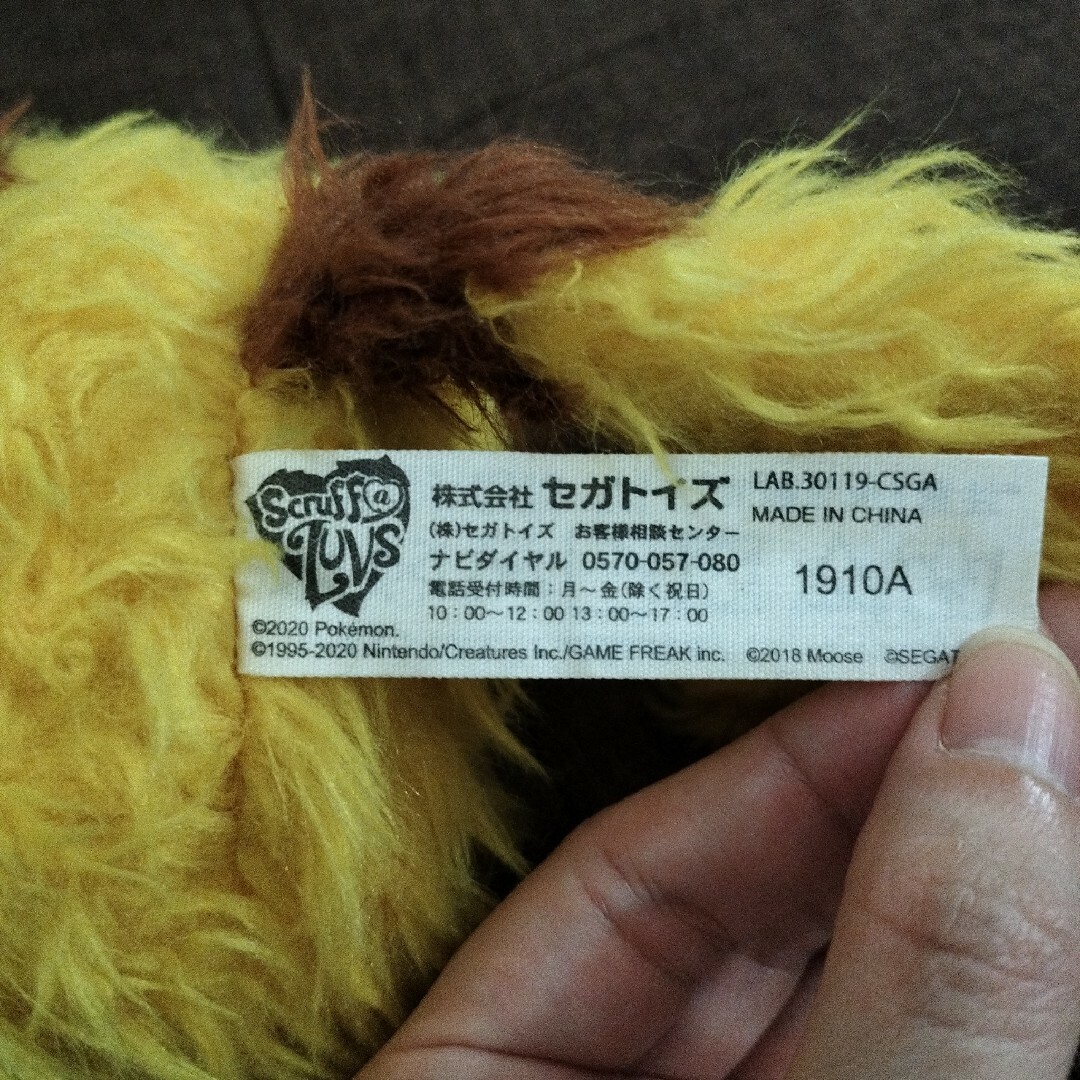 Scruff a
LUVS
株式会社 セガトイズ
(株)セガトイズ お客様相談センター
ナビダイヤル 0570-057-080
電話受付時間:月~金(除く祝日)
10:00~12:00 13:00~17:00
LAB.30119-CSGA
MADE IN CHINA
1910A
©2020 Pokémon.
©1995-2020 Nintendo/Creatures Inc./GAME FREAK inc. ©2018 Moose ©SEGAT